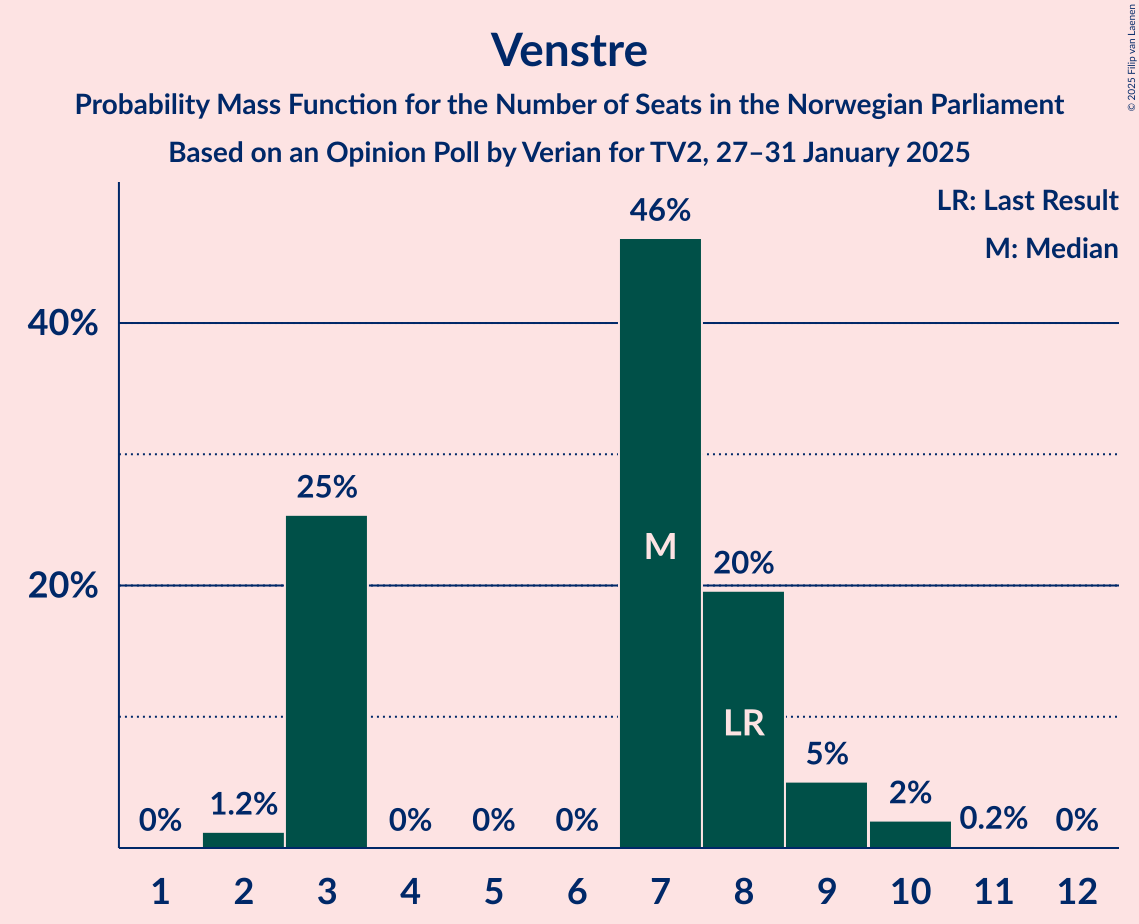 Venstre
Probability Mass Function for the Number of Seats in the Norwegian Parliament
Based on an Opinion Poll by Verian for TV2, 27–31 January 2025
© 2025 Filip van Laenen
LR: Last Result
M: Median
46%
40%
25%
M
20%
20%
LR
5%
2%
1.2%
0%
0%
0%
0%
0.2%
0%
1 2 3 4 5 6 7 8 9 10 11 12